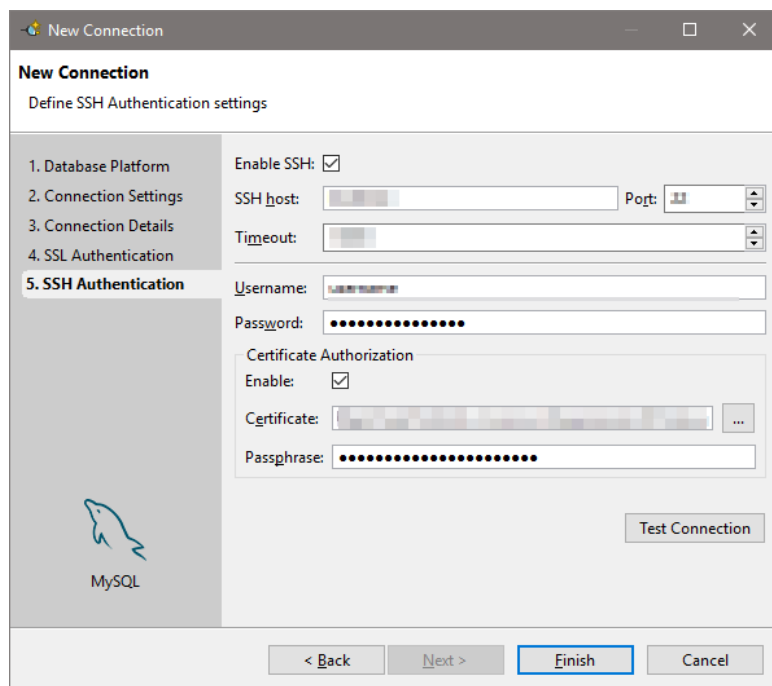 New Connection
New Connection
Define SSH Authentication settings
1. Database Platform
2. Connection Settings
3. Connection Details
4. SSL Authentication
5. SSH Authentication
MySQL
Enable SSH:
SSH host:
Port:
Timeout:
Username:
Password: ●●●●●●●●●●●●●●●
Certificate Authorization
Enable:
Certificate: ...
Passphrase: ●●●●●●●●●●●●●●●●●●●●●●
Test Connection
< Back Next > Finish Cancel